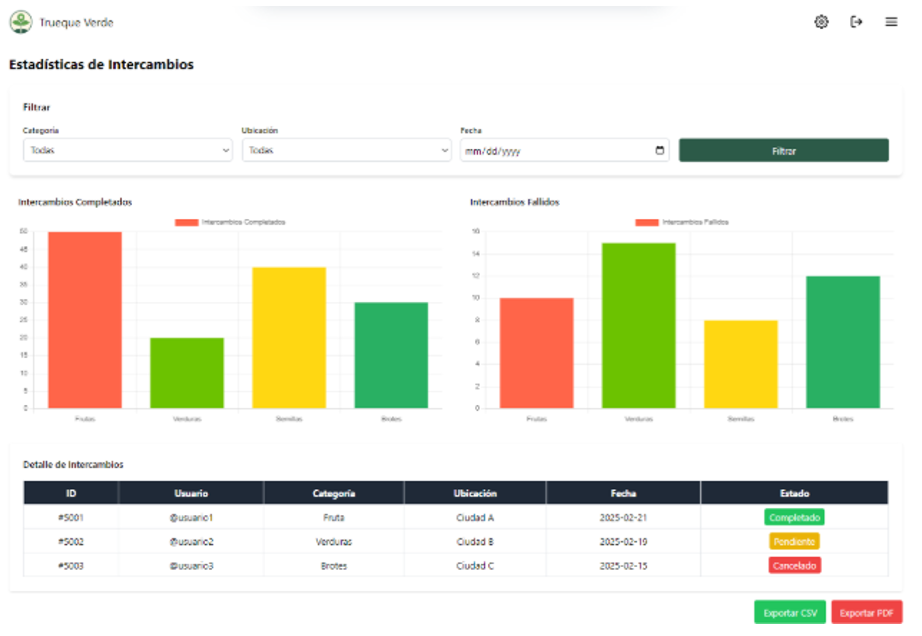 Trueque Verde
Estadísticas de Intercambios
Filtrar
Categoría Ubicación Fecha
Todas Todas mm/dd/yyyy Filtrar
Intercambios Completados
Intercambios Completados
50
45
40
35
30
25
20
15
10
5
0
Frutas Verduras Semillas Brotes
Intercambios Fallidos
Intercambios Fallidos
16
14
12
10
8
6
4
2
0
Frutas Verduras Semillas Brotes
Detalle de Intercambios
ID Usuario Categoría Ubicación Fecha Estado
#5001 @usuario1 Fruta Ciudad A 2025-02-21 Completado
#5002 @usuario2 Verduras Ciudad B 2025-02-19 Pendiente
#5003 @usuario3 Brotes Ciudad C 2025-02-15 Cancelado
Exportar CSV Exportar PDF